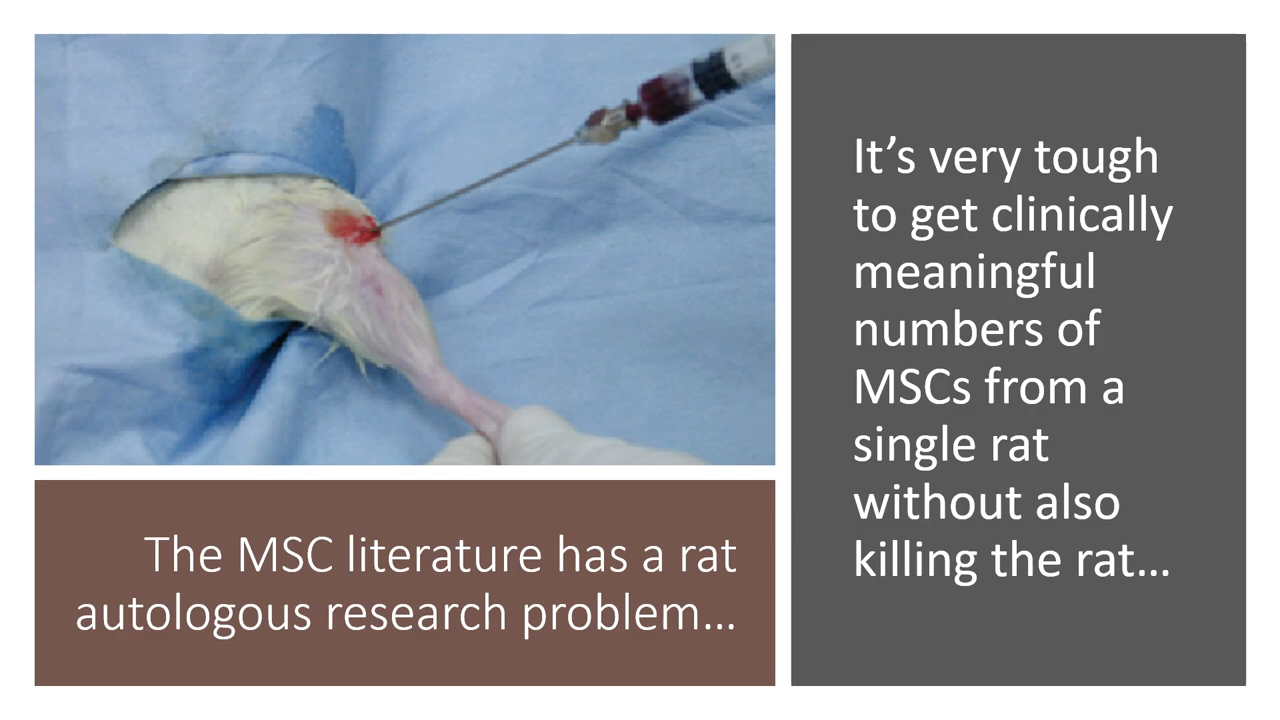 The MSC literature has a rat
autologous research problem…
It’s very tough
to get clinically
meaningful
numbers of
MSCs from a
single rat
without also
killing the rat…